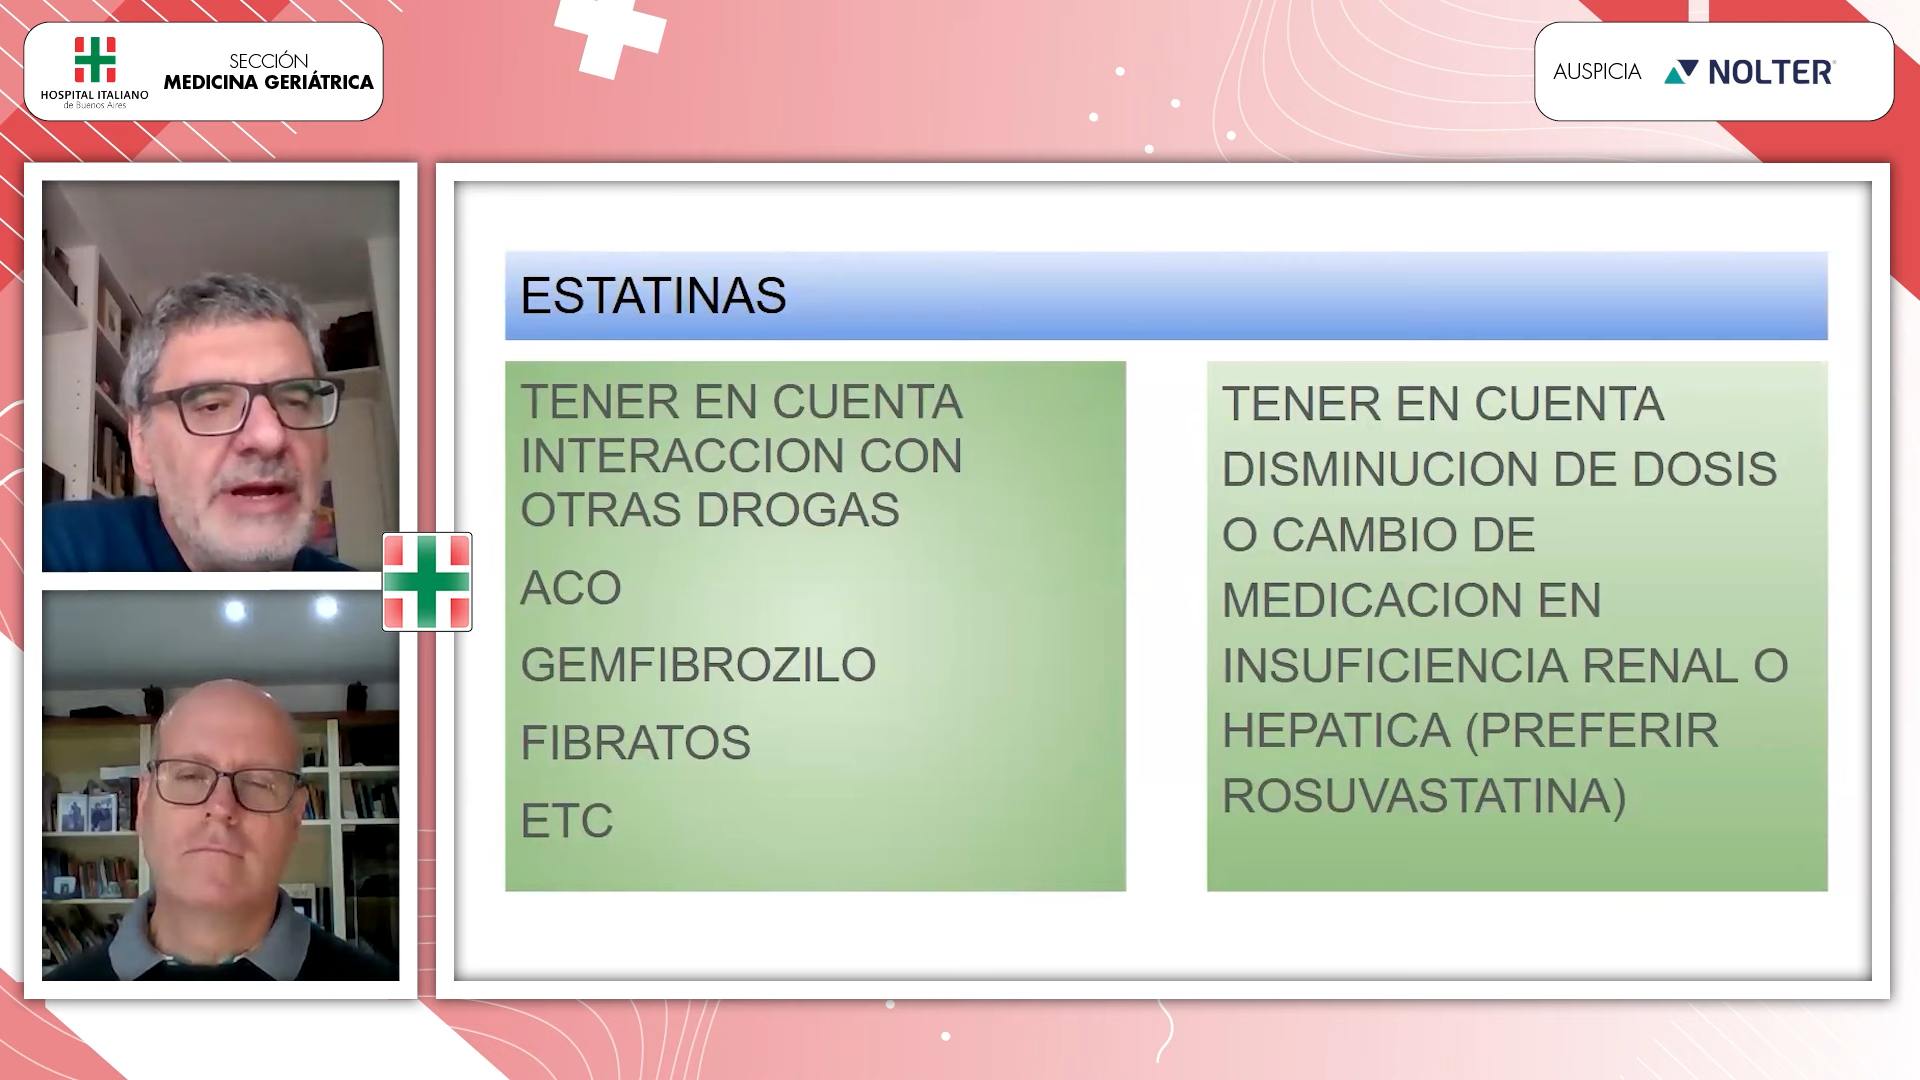 HOSPITAL ITALIANO
de Buenos Aires
SECCIÓN
MEDICINA GERIÁTRICA
AUSPICIA
NOLTER
ESTATINAS
TENER EN CUENTA
INTERACCION CON
OTRAS DROGAS
ACO
GEMFIBROZILO
FIBRATOS
ETC
TENER EN CUENTA
DISMINUCION DE DOSIS
O CAMBIO DE
MEDICACION EN
INSUFICIENCIA RENAL O
HEPATICA (PREFERIR
ROSUVASTATINA)